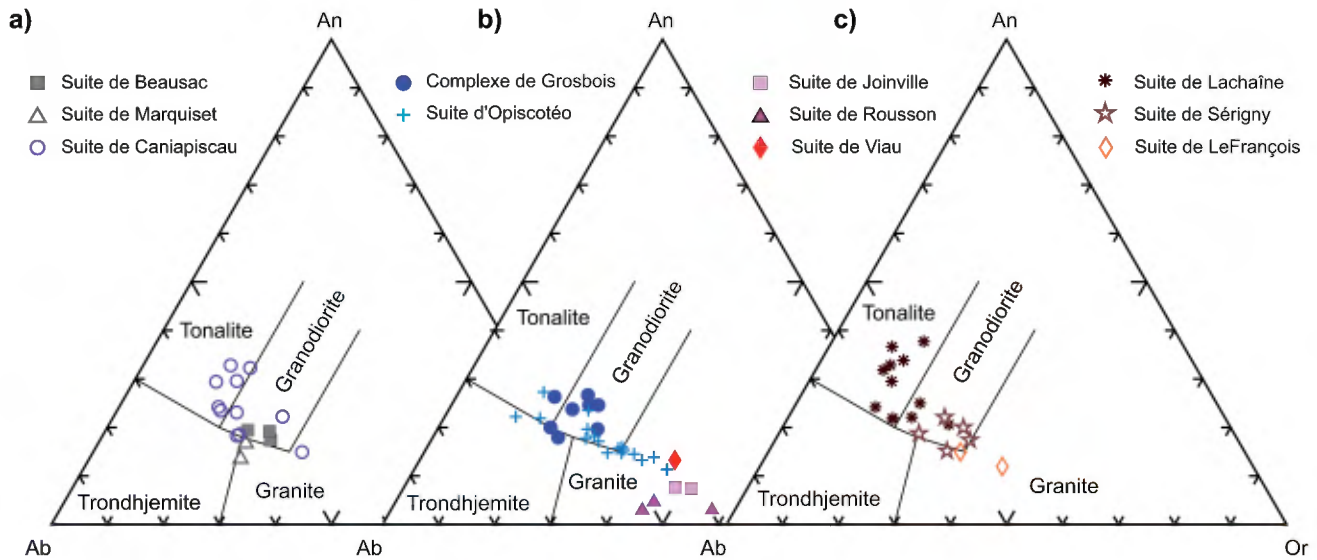 a)
An
b)
An
c)
An
Suite de Beausac
Suite de Marquiset
Suite de Caniapiscau
Complexe de Grosbois
Suite d'Opiscotéo
Suite de Joinville
Suite de Rousson
Suite de Viau
Suite de Lachaîne
Suite de Sérigny
Suite de LeFrançois
Tonalite
Granodiorite
Trondhjemite
Granite
Tonalite
Granodiorite
Trondhjemite
Granite
Tonalite
Granodiorite
Trondhjemite
Granite
Ab
Ab
Ab
Or